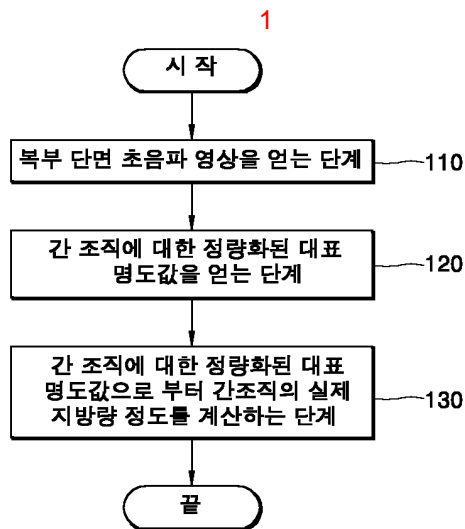 1
시 작
복부 단면 초음파 영상을 얻는 단계
110
간 조직에 대한 정량화된 대표
명도값을 얻는 단계
120
간 조직에 대한 정량화된 대표
명도값으로 부터 간조직의 실제
지방량 정도를 계산하는 단계
130
끝